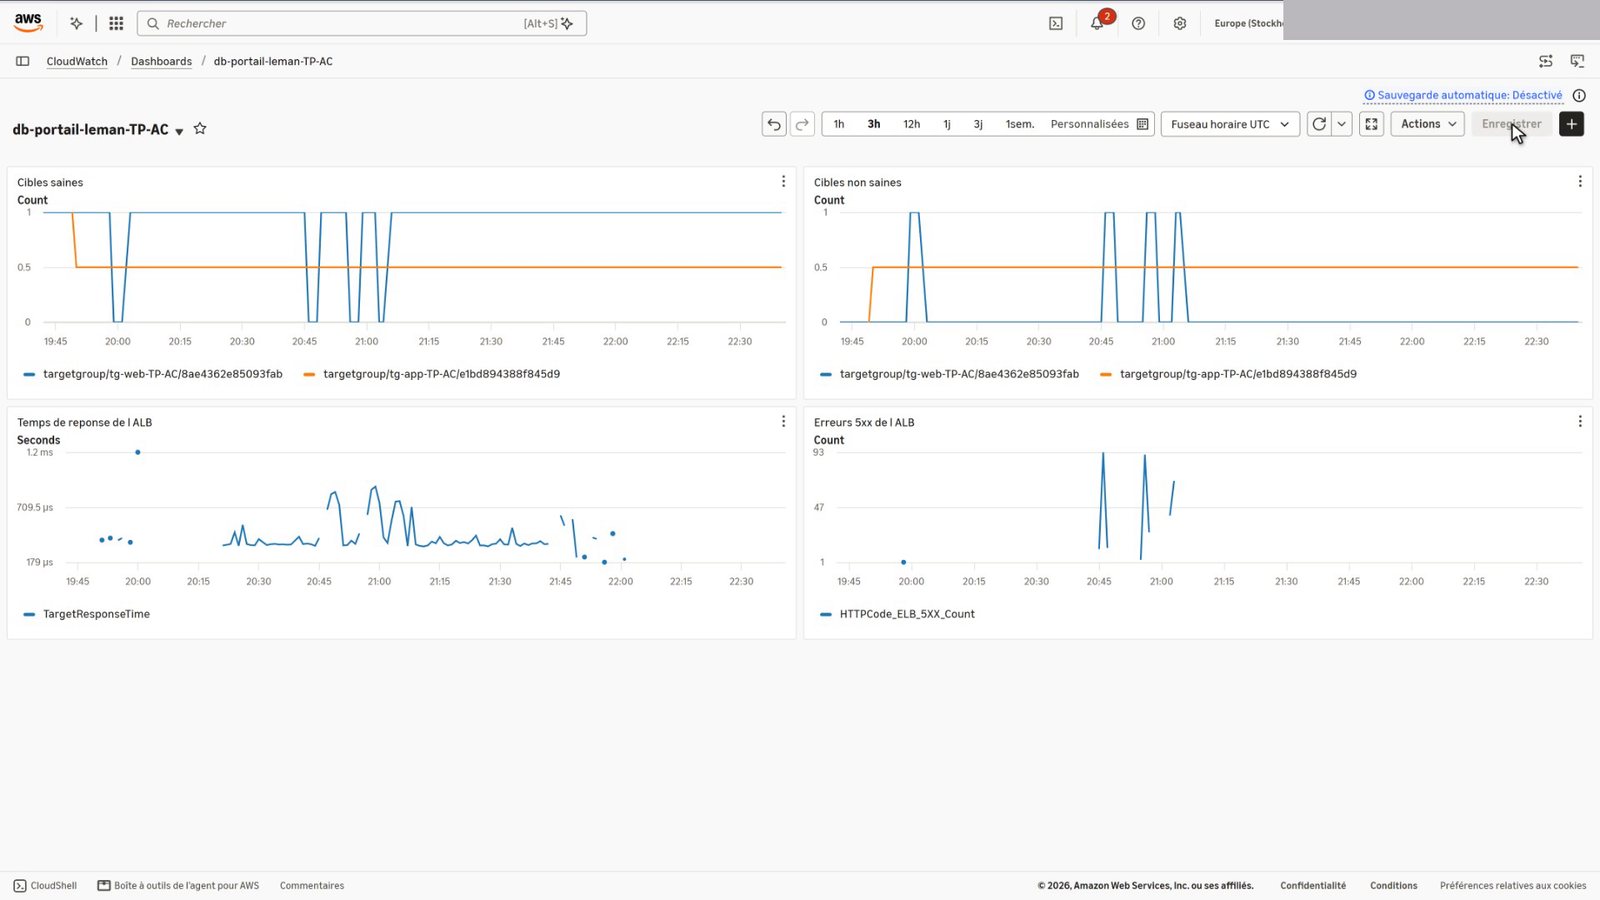 aws
Rechercher [Alt+S]
2
Europe (Stockh
CloudWatch / Dashboards / db-portail-leman-TP-AC
Sauvegarde automatique: Désactivé
db-portail-leman-TP-AC
1h 3h 12h 1j 3j 1sem. Personnalisées
Fuseau horaire UTC
Actions
Enregistrer
Cibles saines
Count
1
0.5
0
19:45 20:00 20:15 20:30 20:45 21:00 21:15 21:30 21:45 22:00 22:15 22:30
targetgroup/tg-web-TP-AC/8ae4362e85093fab targetgroup/tg-app-TP-AC/e1bd894388f845d9
Cibles non saines
Count
1
0.5
0
19:45 20:00 20:15 20:30 20:45 21:00 21:15 21:30 21:45 22:00 22:15 22:30
targetgroup/tg-web-TP-AC/8ae4362e85093fab targetgroup/tg-app-TP-AC/e1bd894388f845d9
Temps de reponse de l ALB
Seconds
1.2 ms
709.5 µs
179 µs
19:45 20:00 20:15 20:30 20:45 21:00 21:15 21:30 21:45 22:00 22:15 22:30
TargetResponseTime
Erreurs 5xx de l ALB
Count
93
47
1
19:45 20:00 20:15 20:30 20:45 21:00 21:15 21:30 21:45 22:00 22:15 22:30
HTTPCode_ELB_5XX_Count
CloudShell Boîte à outils de l'agent pour AWS Commentaires
© 2026, Amazon Web Services, Inc. ou ses affiliés. Confidentialité Conditions Préférences relatives aux cookies